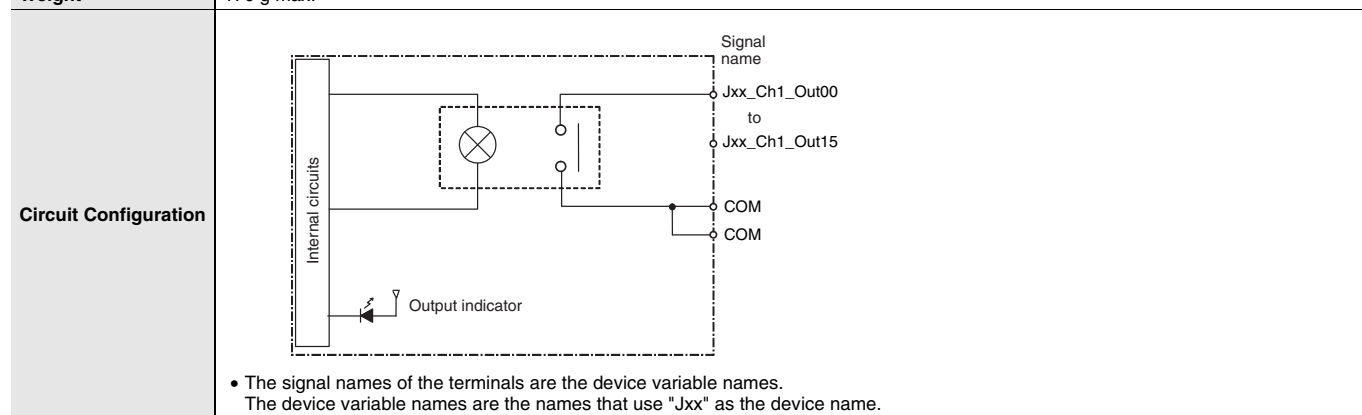 Circuit Configuration
Signal
name
Jxx_Ch1_Out00
to
Jxx_Ch1_Out15
Internal circuits
COM
COM
Output indicator
• The signal names of the terminals are the device variable names.
The device variable names are the names that use "Jxx" as the device name.